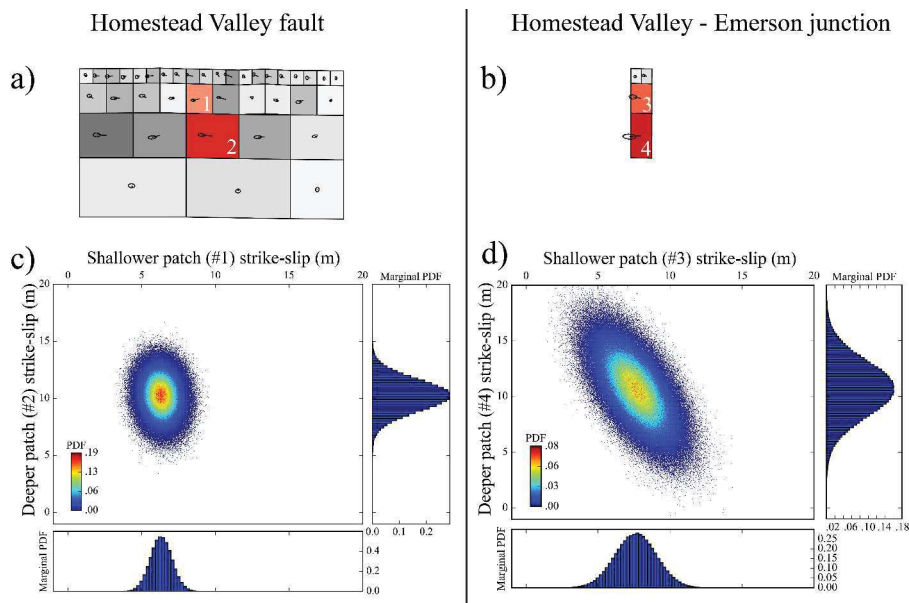 Homestead Valley fault
Homestead Valley - Emerson junction
a)
1
2
b)
3
4
c)
Shallower patch (#1) strike-slip (m)
0 5 10 15 20
Deeper patch (#2) strike-slip (m)
20
15
10
5
0
PDF
.19
.13
.06
.00
Marginal PDF
0.0 0.1 0.2
Marginal PDF
0.4
0.2
0.0
d)
Shallower patch (#3) strike-slip (m)
0 5 10 15 20
Deeper patch (#4) strike-slip (m)
20
15
10
5
0
PDF
.08
.06
.03
.00
Marginal PDF
.02 .06 .10 .14 .18
Marginal PDF
0.25
0.20
0.15
0.10
0.05
0.00